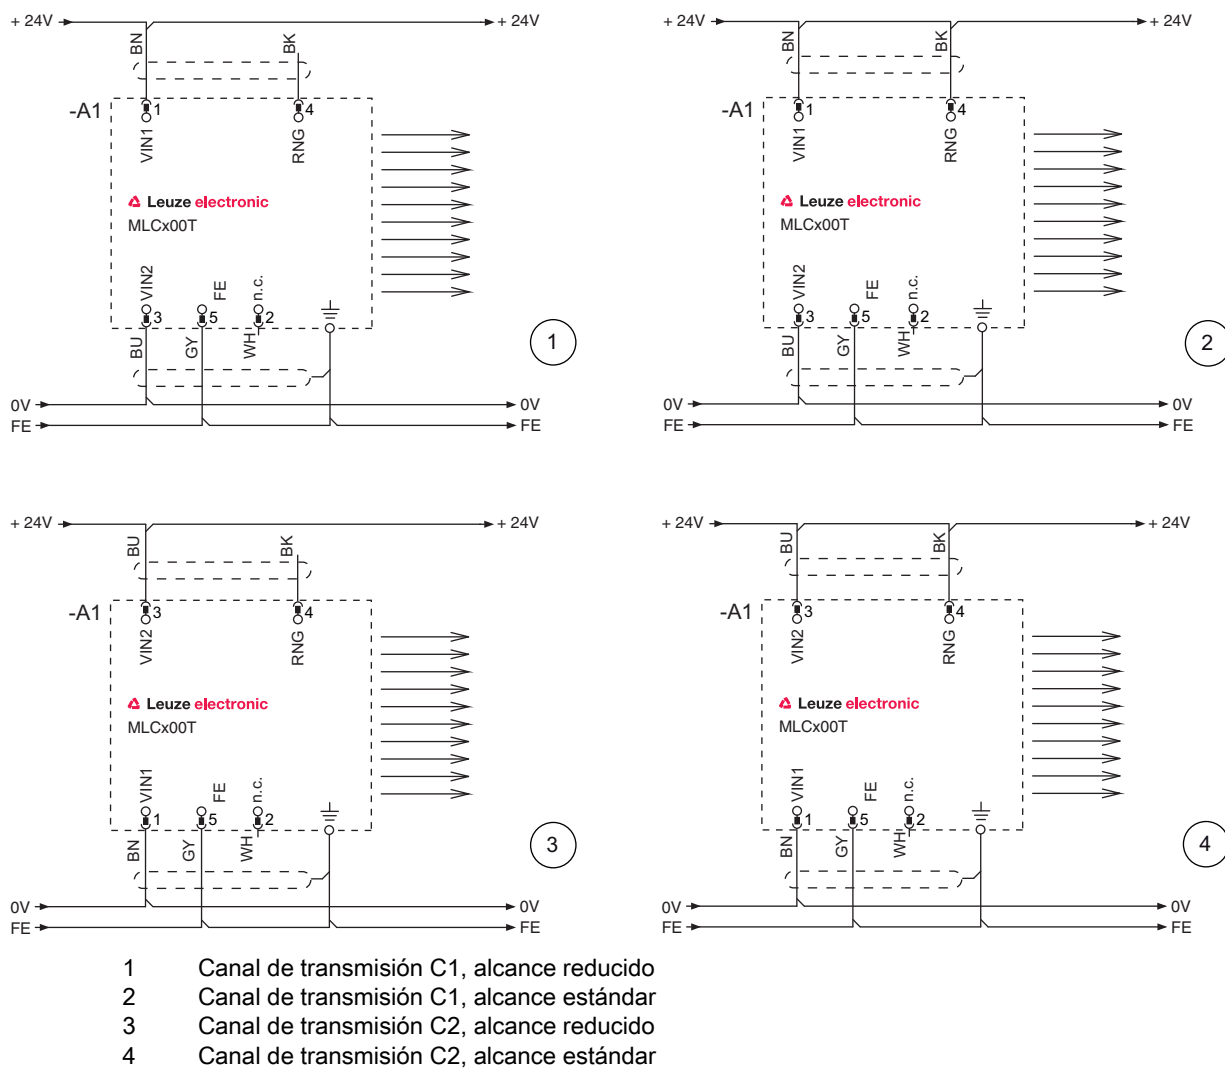 + 24V
+ 24V
BN
BK
-A1
1
4
VIN1
RNG
Leuze electronic
MLCx00T
VIN2
FE
n.c.
3
5
2
BU
GY
WH
1
0V
0V
FE
FE
+ 24V
+ 24V
BN
BK
-A1
1
4
VIN1
RNG
Leuze electronic
MLCx00T
VIN2
FE
n.c.
3
5
2
BU
GY
WH
2
0V
0V
FE
FE
+ 24V
+ 24V
BU
BK
-A1
3
4
VIN2
RNG
Leuze electronic
MLCx00T
VIN1
FE
n.c.
1
5
2
BN
GY
WH
3
0V
0V
FE
FE
+ 24V
+ 24V
BU
BK
-A1
3
4
VIN2
RNG
Leuze electronic
MLCx00T
VIN1
FE
n.c.
1
5
2
BN
GY
WH
4
0V
0V
FE
FE
1 Canal de transmisión C1, alcance reducido
2 Canal de transmisión C1, alcance estándar
3 Canal de transmisión C2, alcance reducido
4 Canal de transmisión C2, alcance estándar